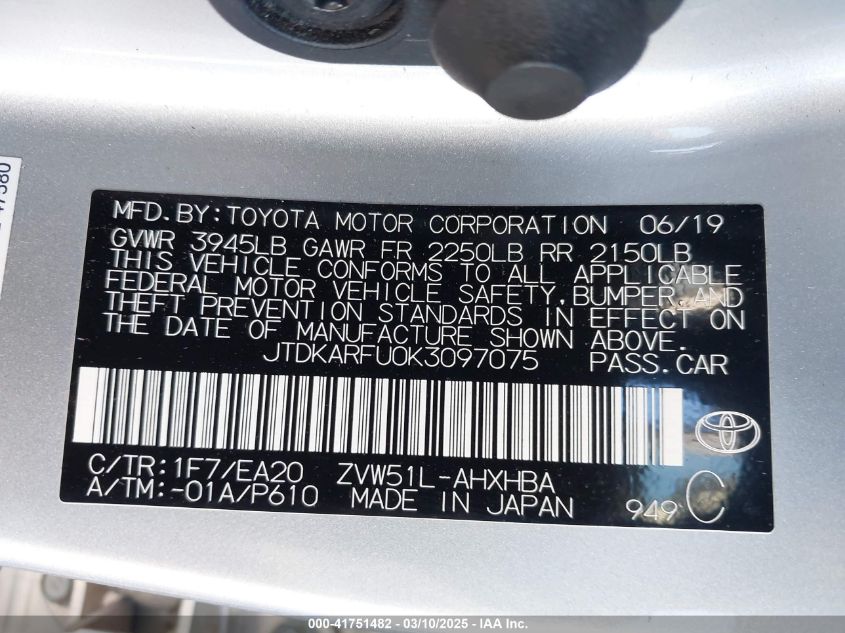 47580
MFD.BY:TOYOTA MOTOR CORPORATION 06/19
GVWR 3945LB GAWR FR 2250LB RR 2150LB
THIS VEHICLE CONFORMS TO ALL APPLICABLE
FEDERAL MOTOR VEHICLE SAFETY, BUMPER, AND
THEFT PREVENTION STANDARDS IN EFFECT ON
THE DATE OF MANUFACTURE SHOWN ABOVE.
JTDKARFU0K3097075 PASS.CAR
C/TR:1F7/EA20 ZVW51L-AHXHBA
A/TM:-01A/P610 MADE IN JAPAN 949 C
000-41751482 - 03/10/2025 - IAA Holdings, LLC.